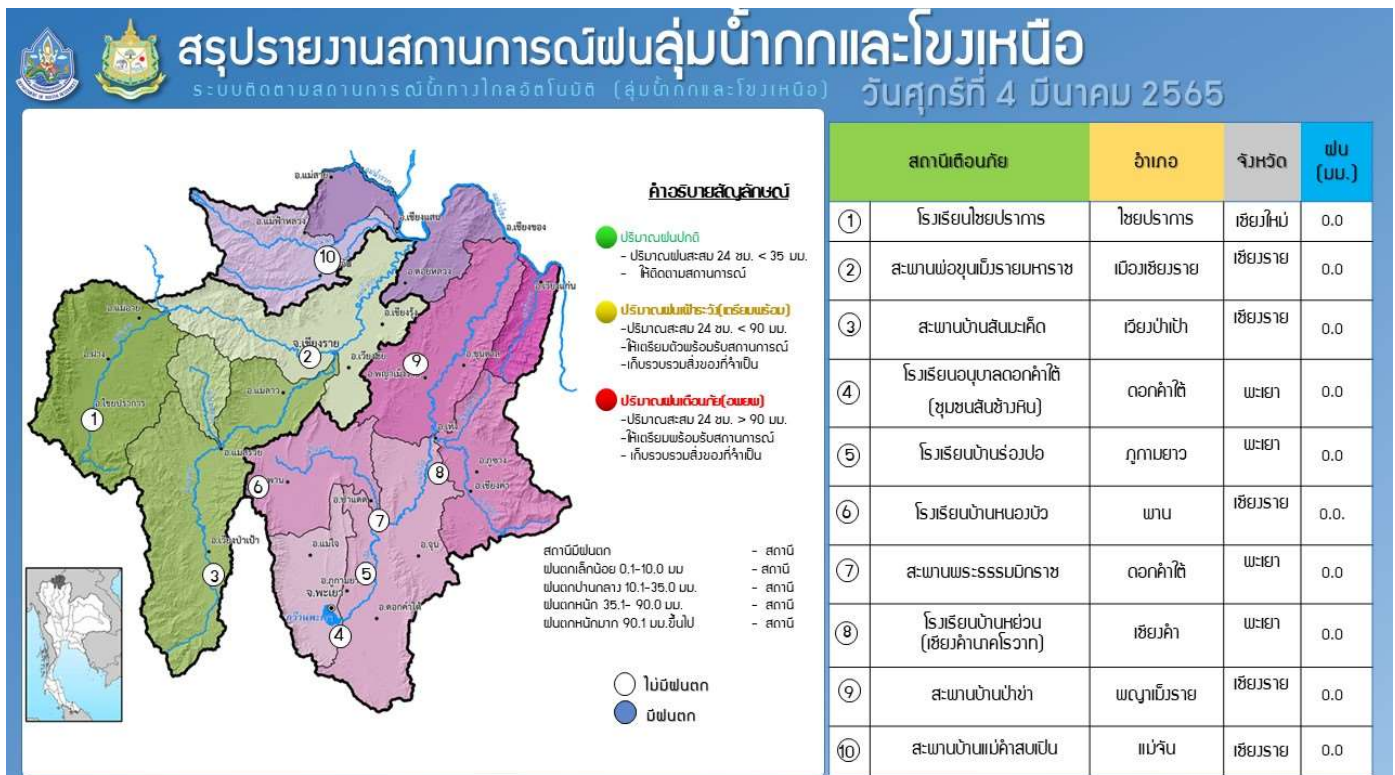 สรุปรายงานสถานการณ์ฝนลุ่มน้ำกกและโขงเหนือ
ระบบติดตามสถานการณ์น้ำทางไกลอัตโนมัติ (ลุ่มน้ำกกและโขงเหนือ)
วันศุกร์ที่ 4 มีนาคม 2565
อ.แม่สาย
อ.แม่ฟ้าหลวง
อ.เชียงแสน
อ.เชียงของ
อ.ดอยหลวง
10
อ.เวียงแก่น
อ.แม่อาย
อ.เชียงรุ้ง
จ.เชียงราย
2
อ.ฝาง
อ.แม่ลาว
9
อ.ขุนตาล
อ.ไชยปราการ
1
อ.เทิง
อ.แม่สรวย
8
อ.ภูซาง
อ.เชียงคำ
6
อ.ป่าแดด
7
อ.เวียงป่าเป้า
3
อ.แม่ใจ
อ.จุน
5
จ.พะเยา
อ.ดอกคำใต้
4
คำอธิบายสัญลักษณ์
ปริมาณฝนปกติ
- ปริมาณฝนสะสม 24 ชม. < 35 มม.
- ให้ติดตามสถานการณ์
ปริมาณฝนเฝ้าระวัง(เตรียมพร้อม)
-ปริมาณสะสม 24 ชม. < 90 มม.
-ให้เตรียมตัวพร้อมรับสถานการณ์
-เก็บรวบรวมสิ่งของที่จำเป็น
ปริมาณฝนเตือนภัย(อพยพ)
-ปริมาณสะสม 24 ชม. > 90 มม.
-ให้เตรียมพร้อมรับสถานการณ์
- เก็บรวบรวมสิ่งของที่จำเป็น
สถานีมีฝนตก - สถานี
ฝนตกเล็กน้อย 0.1-10.0 มม - สถานี
ฝนตกปานกลาง 10.1-35.0 มม. - สถานี
ฝนตกหนัก 35.1- 90.0 มม. - สถานี
ฝนตกหนักมาก 90.1 มม.ขึ้นไป - สถานี
ไม่มีฝนตก
มีฝนตก
สถานีเตือนภัย อำเภอ จังหวัด ฝน (มม.)
1 โรงเรียนไชยปราการ ไชยปราการ เชียงใหม่ 0.0
2 สะพานพ่อขุนเม็งรายมหาราช เมืองเชียงราย เชียงราย 0.0
3 สะพานบ้านสันมะเค็ด เวียงป่าเป้า เชียงราย 0.0
4 โรงเรียนอนุบาลดอกคำใต้ (ชุมชนสันช้างหิน) ดอกคำใต้ พะเยา 0.0
5 โรงเรียนบ้านร่องปอ ภูกามยาว พะเยา 0.0
6 โรงเรียนบ้านหนองบัว พาน เชียงราย 0.0.
7 สะพานพระธรรมมิกราช ดอกคำใต้ พะเยา 0.0
8 โรงเรียนบ้านหย่วน (เชียงคำนาคโรวาท) เชียงคำ พะเยา 0.0
9 สะพานบ้านป่าข่า พญาเม็งราย เชียงราย 0.0
10 สะพานบ้านแม่คำสบเปิน แม่จัน เชียงราย 0.0